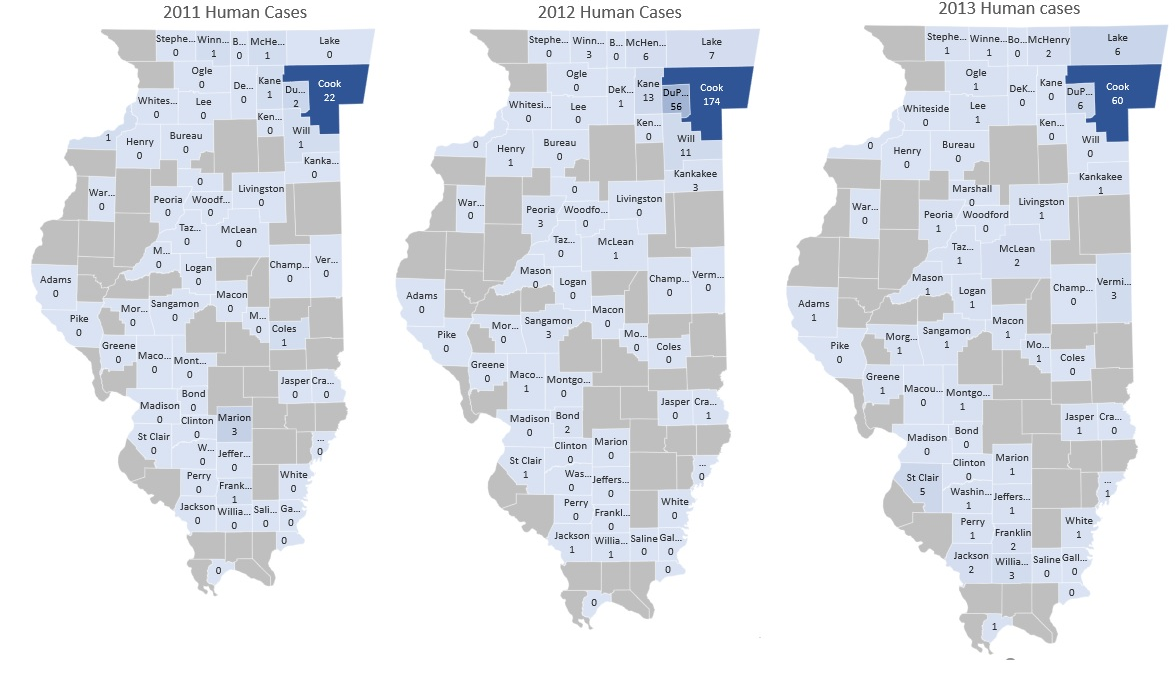 2011 Human Cases
Stephe...
0
Winn...
1
B...
0
McHe...
1
Lake
0
Ogle
0
De...
0
Kane
1
Du...
2
Cook
22
Whites...
0
Lee
0
Ken...
0
Will
1
1
Henry
0
Bureau
0
Kanka...
0
0
War...
0
Peoria
0
Woodf...
0
Livingston
0
Taz...
0
McLean
0
M...
0
Logan
0
Champ...
0
Ver...
0
Adams
0
Macon
0
Mor...
0
Sangamon
0
M...
0
Coles
1
Pike
0
Greene
0
Maco...
0
Mont...
0
Jasper
0
Cra...
0
Bond
0
Madison
0
Clinton
0
Marion
3
St Clair
0
W...
0
Jeffer...
0
...
0
Perry
0
Frank...
1
White
0
Jackson
0
Willia...
0
Sali...
0
Ga...
0
0
0
2012 Human Cases
Stephe...
0
Winn...
3
B...
0
McHen...
6
Lake
7
Ogle
0
DeK...
1
Kane
13
DuP...
56
Cook
174
Whitesi...
0
Lee
0
Ken...
0
Will
11
0
Henry
1
Bureau
0
Kankakee
3
0
War...
0
Peoria
3
Woodfo...
0
Livingston
0
Taz...
0
McLean
1
Mason
0
Logan
0
Champ...
0
Verm...
0
Adams
0
Macon
0
Mor...
0
Sangamon
3
Mo...
0
Coles
0
Pike
0
Greene
0
Maco...
1
Montgo...
0
Jasper
0
Cra...
1
Bond
2
Madison
0
Clinton
0
Marion
0
St Clair
1
Was...
0
Jeffers...
0
...
0
Perry
0
Frankl...
0
White
0
Jackson
1
Willia...
1
Saline
0
Gal...
0
0
0
2013 Human cases
Stephe...
1
Winne...
1
Bo...
0
McHenry
2
Lake
6
Ogle
1
DeK...
0
Kane
0
DuP...
6
Cook
60
Whiteside
0
Lee
1
Ken...
0
Will
0
0
Henry
0
Bureau
0
Kankakee
1
Marshall
0
War...
0
Peoria
1
Woodford
0
Livingston
1
Taz...
1
McLean
2
Mason
1
Logan
1
Champ...
0
Vermi...
3
Adams
1
Macon
1
Morg...
1
Sangamon
1
Mo...
1
Coles
0
Pike
0
Greene
1
Macou...
0
Montgo...
1
Jasper
1
Cra...
0
Bond
0
Madison
0
Clinton
0
Marion
1
St Clair
5
Washin...
1
Jeffers...
1
...
1
Perry
1
Franklin
2
White
1
Jackson
2
Willia...
3
Saline
0
Gall...
0
0
1